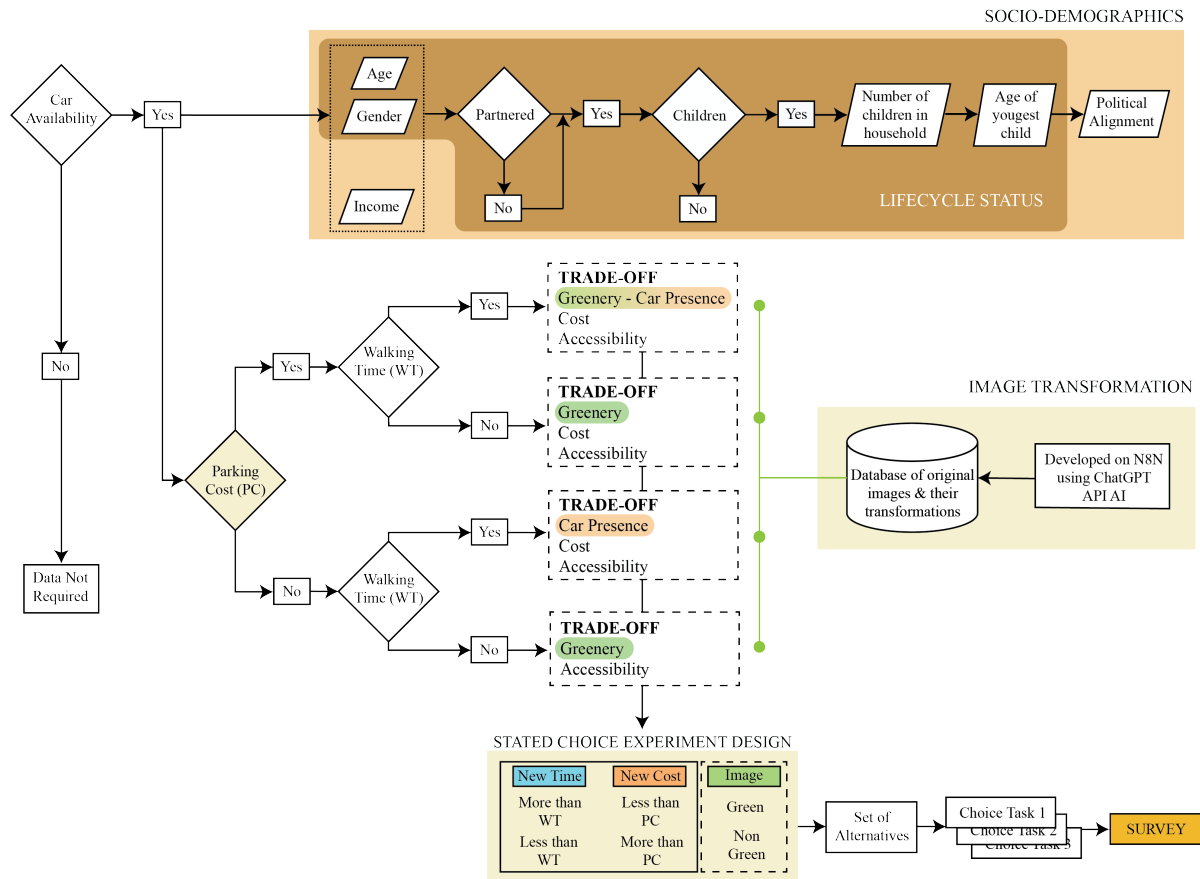 SOCIO-DEMOGRAPHICS
Car
Availability
Yes
Age
Gender
Income
Partnered
Yes
No
Children
Yes
No
Number of
children in
household
Age of
yougest
child
Political
Alignment
LIFECYCLE STATUS
No
Data Not
Required
Parking
Cost (PC)
Yes
No
Walking
Time (WT)
Yes
No
Walking
Time (WT)
Yes
No
TRADE-OFF
Greenery - Car Presence
Cost
Accessibility
TRADE-OFF
Greenery
Cost
Accessibility
TRADE-OFF
Car Presence
Cost
Accessibility
TRADE-OFF
Greenery
Accessibility
IMAGE TRANSFORMATION
Database of original
images & their
transformations
Developed on N8N
using ChatGPT
API AI
STATED CHOICE EXPERIMENT DESIGN
New Time
More than
WT
Less than
WT
New Cost
Less than
PC
More than
PC
Image
Green
Non
Green
Set of
Alternatives
Choice Task 1
Choice Task 2
Choice Task 3
SURVEY